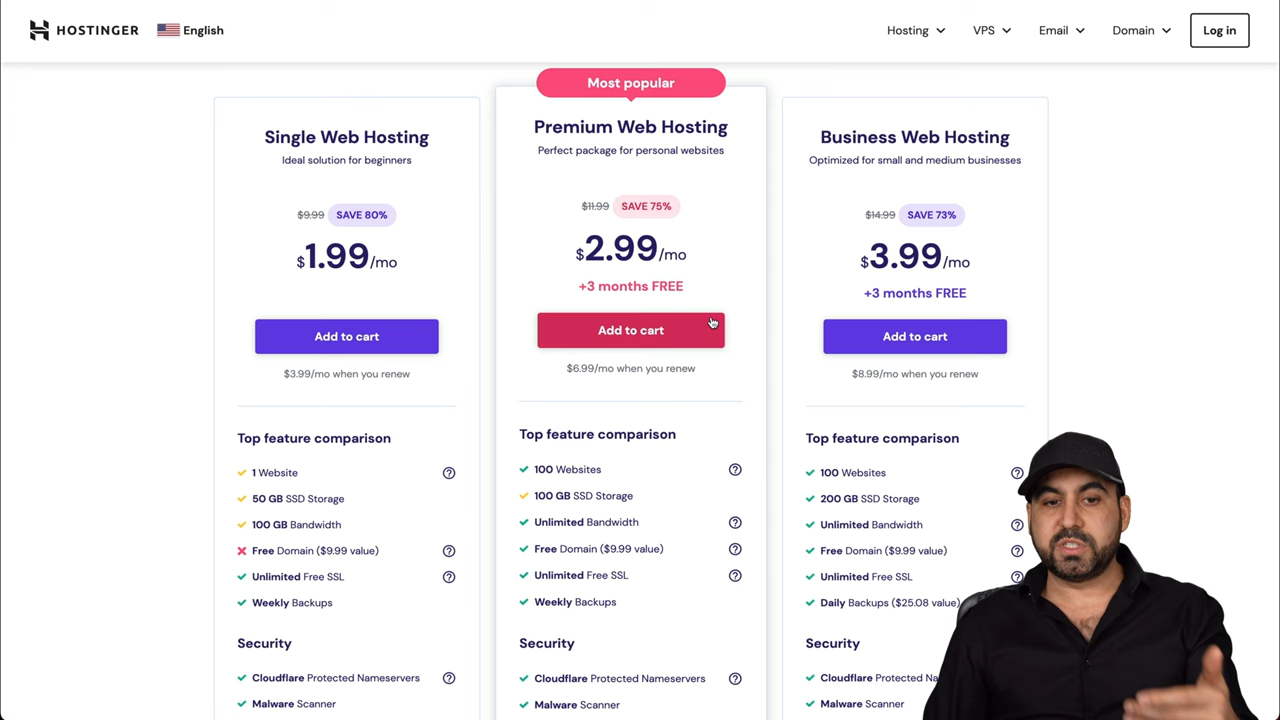 HOSTINGER
English
Hosting
VPS
Email
Domain
Log in
Single Web Hosting
Ideal solution for beginners
$9.99 SAVE 80%
$1.99/mo
Add to cart
$3.99/mo when you renew
Top feature comparison
1 Website
50 GB SSD Storage
100 GB Bandwidth
Free Domain ($9.99 value)
Unlimited Free SSL
Weekly Backups
Security
Cloudflare Protected Nameservers
Malware Scanner
Most popular
Premium Web Hosting
Perfect package for personal websites
$11.99 SAVE 75%
$2.99/mo
+3 months FREE
Add to cart
$6.99/mo when you renew
Top feature comparison
100 Websites
100 GB SSD Storage
Unlimited Bandwidth
Free Domain ($9.99 value)
Unlimited Free SSL
Weekly Backups
Security
Cloudflare Protected Nameservers
Malware Scanner
Business Web Hosting
Optimized for small and medium businesses
$14.99 SAVE 73%
$3.99/mo
+3 months FREE
Add to cart
$8.99/mo when you renew
Top feature comparison
100 Websites
200 GB SSD Storage
Unlimited Bandwidth
Free Domain ($9.99 value)
Unlimited Free SSL
Daily Backups ($25.08 value)
Security
Cloudflare Protected
Malware Scanner